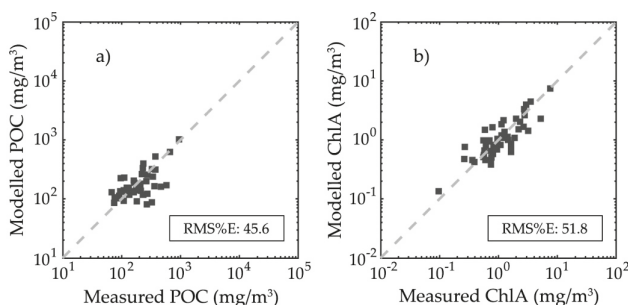 a)
Modelled POC (mg/m³)
10⁵
10⁴
10³
10²
10¹
RMS%E: 45.6
10¹ 10² 10³ 10⁴ 10⁵
Measured POC (mg/m³)
b)
Modelled ChlA (mg/m³)
10²
10¹
10⁰
10⁻¹
10⁻²
RMS%E: 51.8
10⁻² 10⁻¹ 10⁰ 10¹ 10²
Measured ChlA (mg/m³)